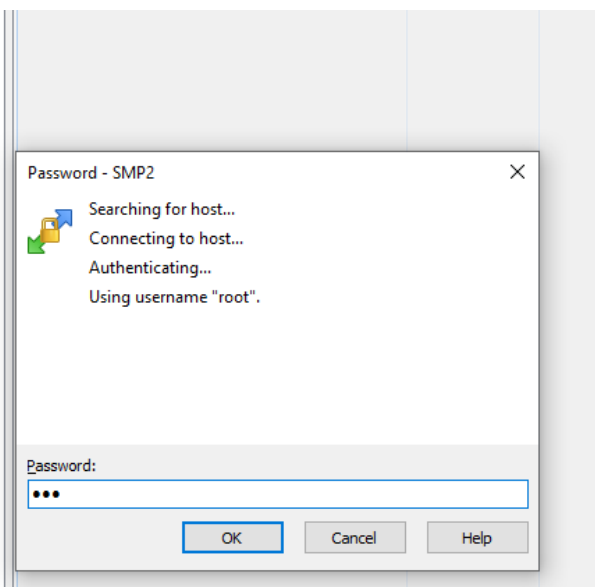 Password - SMP2
Searching for host...
Connecting to host...
Authenticating...
Using username "root".
Password:
•••
OK
Cancel
Help